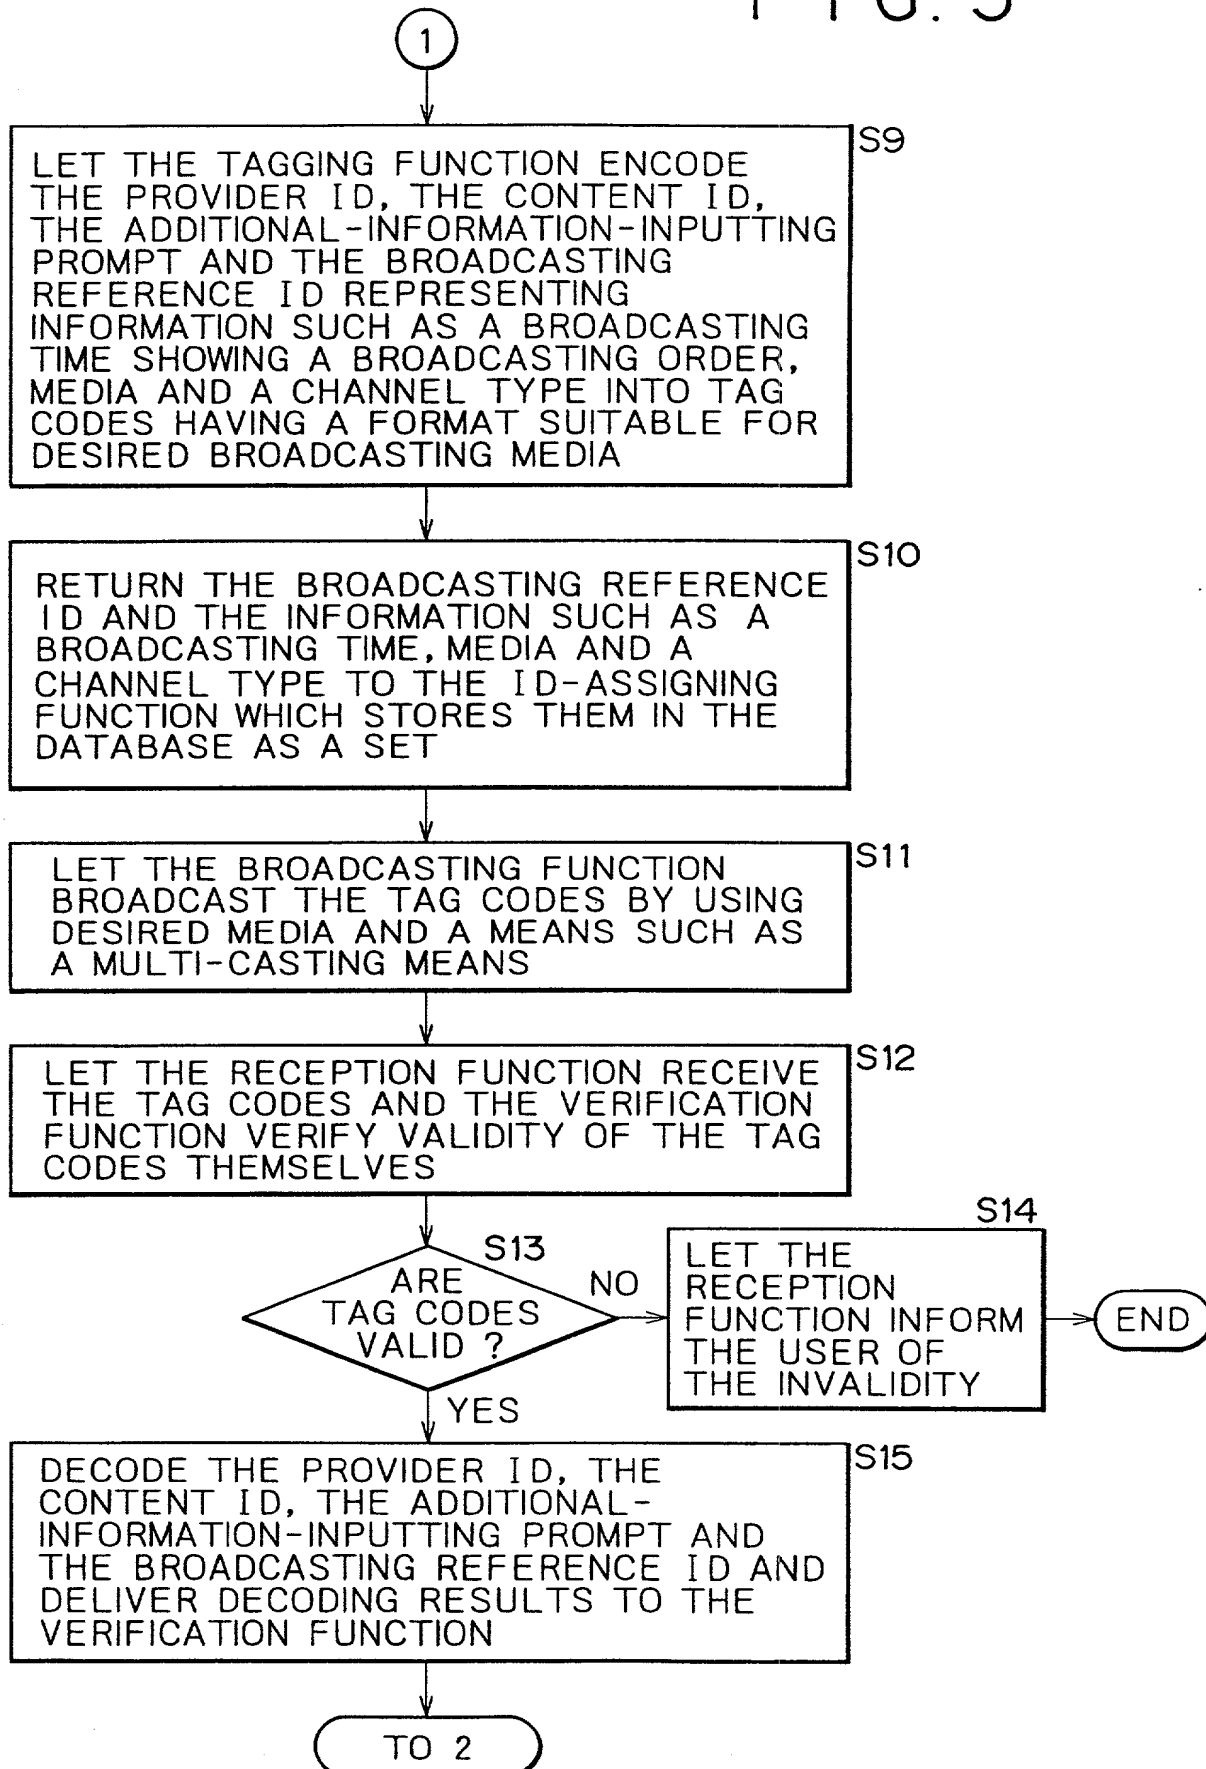 FIG. 5
1
S9
LET THE TAGGING FUNCTION ENCODE
THE PROVIDER ID, THE CONTENT ID,
THE ADDITIONAL-INFORMATION-INPUTTING
PROMPT AND THE BROADCASTING
REFERENCE ID REPRESENTING
INFORMATION SUCH AS A BROADCASTING
TIME SHOWING A BROADCASTING ORDER,
MEDIA AND A CHANNEL TYPE INTO TAG
CODES HAVING A FORMAT SUITABLE FOR
DESIRED BROADCASTING MEDIA
S10
RETURN THE BROADCASTING REFERENCE
ID AND THE INFORMATION SUCH AS A
BROADCASTING TIME, MEDIA AND A
CHANNEL TYPE TO THE ID-ASSIGNING
FUNCTION WHICH STORES THEM IN THE
DATABASE AS A SET
S11
LET THE BROADCASTING FUNCTION
BROADCAST THE TAG CODES BY USING
DESIRED MEDIA AND A MEANS SUCH AS
A MULTI-CASTING MEANS
S12
LET THE RECEPTION FUNCTION RECEIVE
THE TAG CODES AND THE VERIFICATION
FUNCTION VERIFY VALIDITY OF THE TAG
CODES THEMSELVES
S13
ARE
TAG CODES
VALID ?
NO
S14
LET THE
RECEPTION
FUNCTION INFORM
THE USER OF
THE INVALIDITY
END
YES
S15
DECODE THE PROVIDER ID, THE
CONTENT ID, THE ADDITIONAL-
INFORMATION-INPUTTING PROMPT AND
THE BROADCASTING REFERENCE ID AND
DELIVER DECODING RESULTS TO THE
VERIFICATION FUNCTION
TO 2